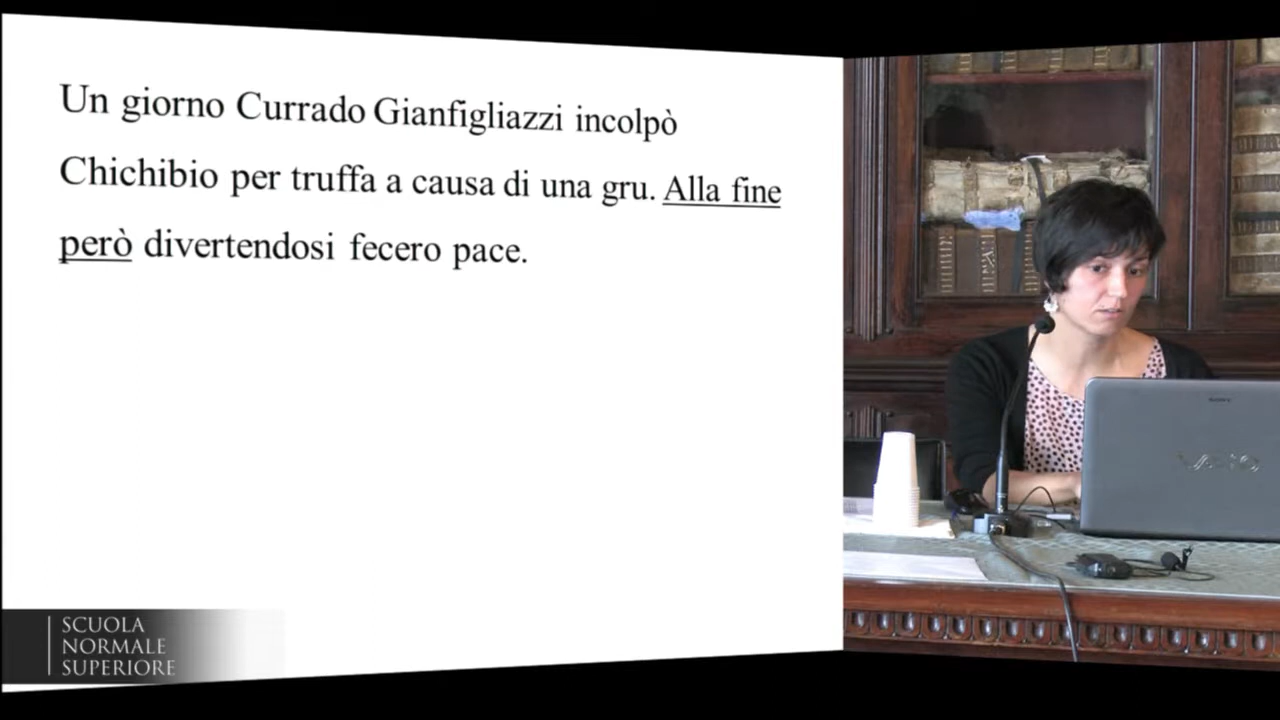 Un giorno Currado Gianfigliazzi incolpò
Chichibio per truffa a causa di una gru. Alla fine
però divertendosi fecero pace.
SCUOLA
NORMALE
SUPERIORE
SONY
VAIO